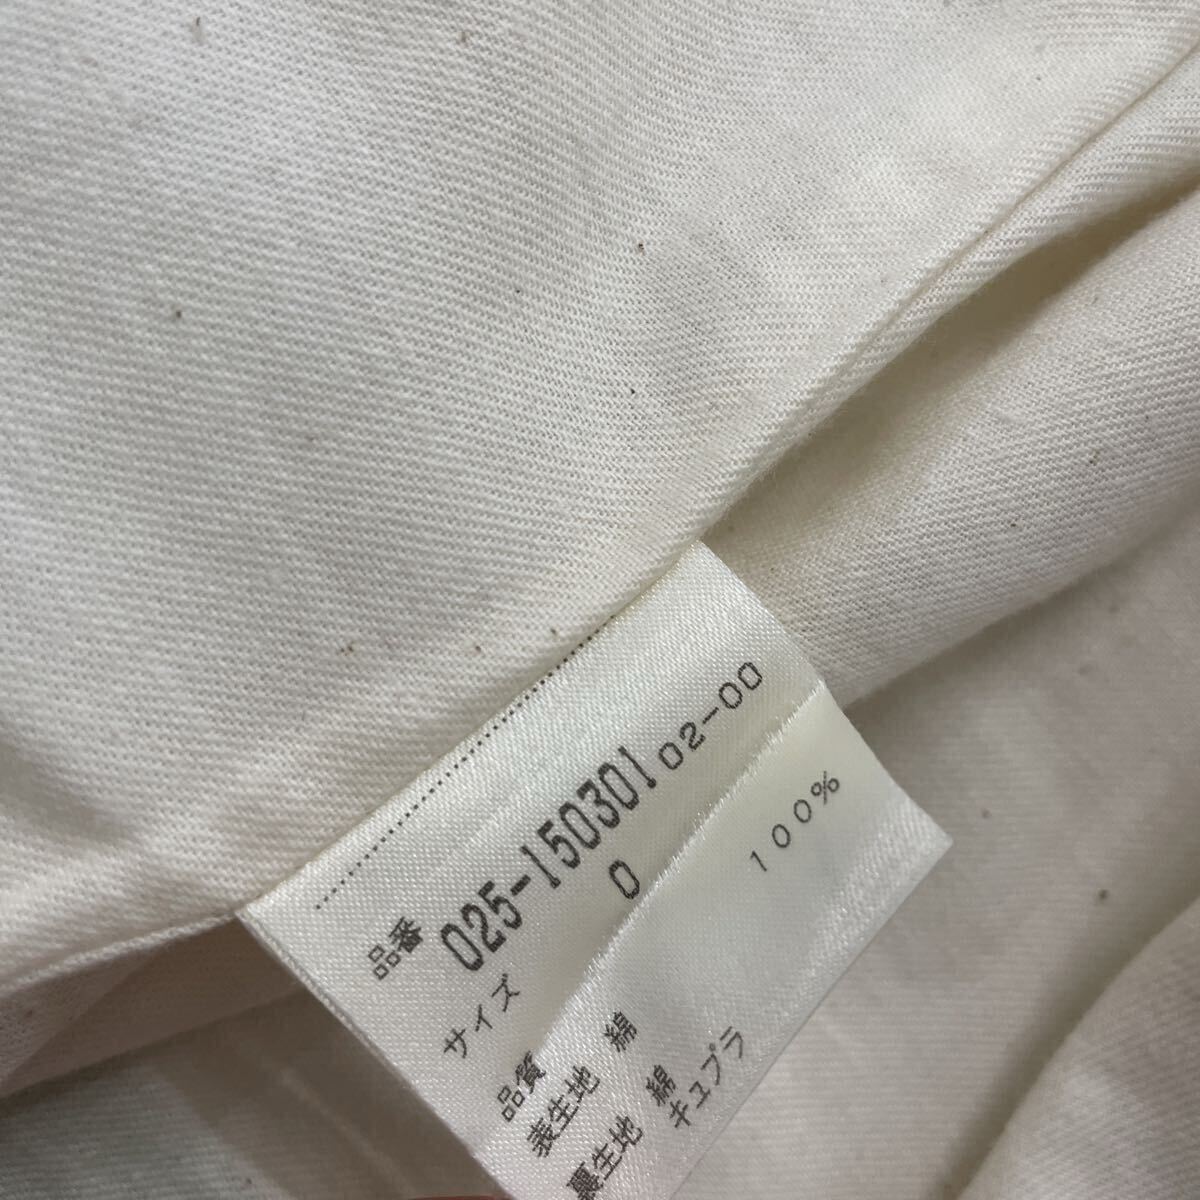 品番 025-150301 02-00
サイズ 0
品質
表生地 綿 100%
裏生地 綿
キュプラ